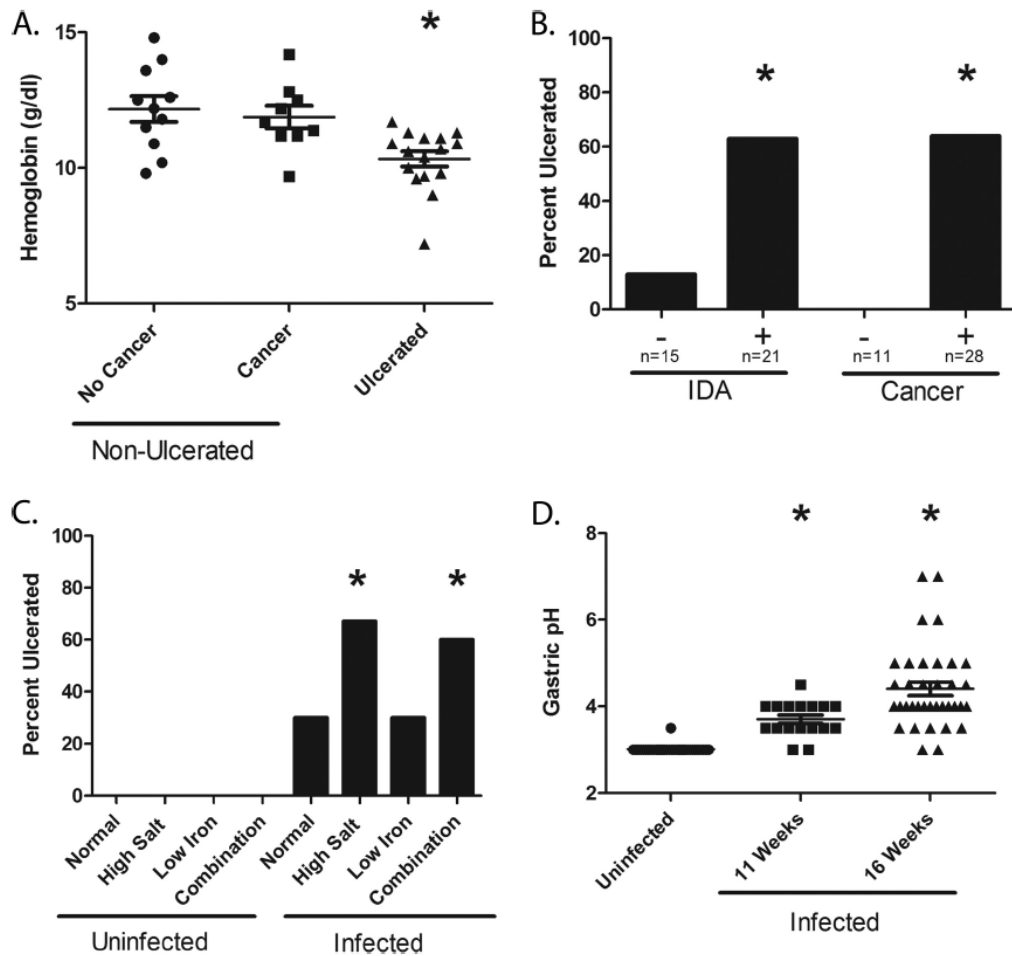 A.
*
15
10
5
Hemoglobin (g/dl)
No Cancer
Cancer
Ulcerated
Non-Ulcerated
B.
* *
100
80
60
40
20
0
Percent Ulcerated
- + - +
n=15 n=21 n=11 n=28
IDA Cancer
C.
* *
100
80
60
40
20
0
Percent Ulcerated
Normal
High Salt
Low Iron
Combination
Normal
High Salt
Low Iron
Combination
Uninfected Infected
D.
* *
8
6
4
2
Gastric pH
Uninfected
11 Weeks
16 Weeks
Infected